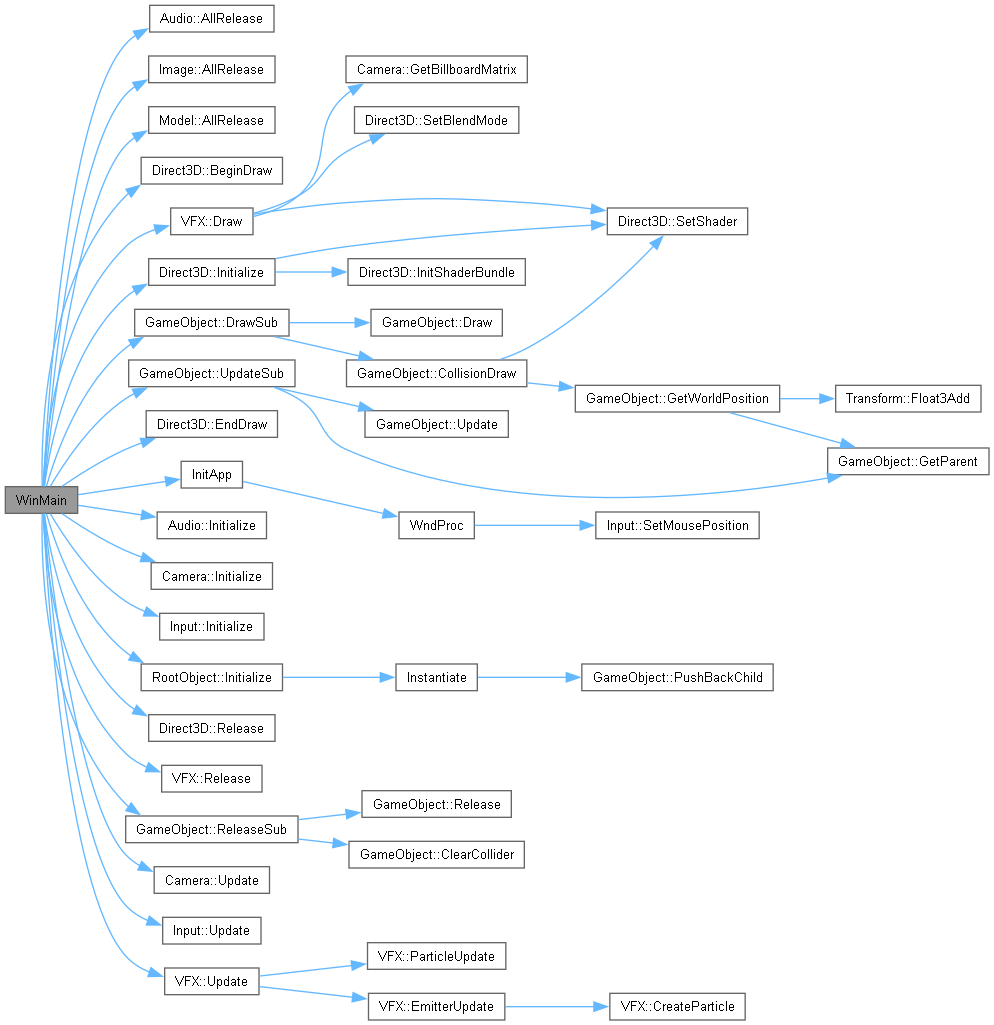 Audio::AllRelease
Image::AllRelease
Camera::GetBillboardMatrix
Model::AllRelease
Direct3D::SetBlendMode
Direct3D::BeginDraw
VFX::Draw
Direct3D::SetShader
Direct3D::Initialize
Direct3D::InitShaderBundle
GameObject::DrawSub
GameObject::Draw
GameObject::UpdateSub
GameObject::CollisionDraw
GameObject::GetWorldPosition
Transform::Float3Add
Direct3D::EndDraw
GameObject::Update
GameObject::GetParent
InitApp
WinMain
Audio::Initialize
WndProc
Input::SetMousePosition
Camera::Initialize
Input::Initialize
RootObject::Initialize
Instantiate
GameObject::PushBackChild
Direct3D::Release
VFX::Release
GameObject::Release
GameObject::ReleaseSub
GameObject::ClearCollider
Camera::Update
Input::Update
VFX::ParticleUpdate
VFX::Update
VFX::EmitterUpdate
VFX::CreateParticle